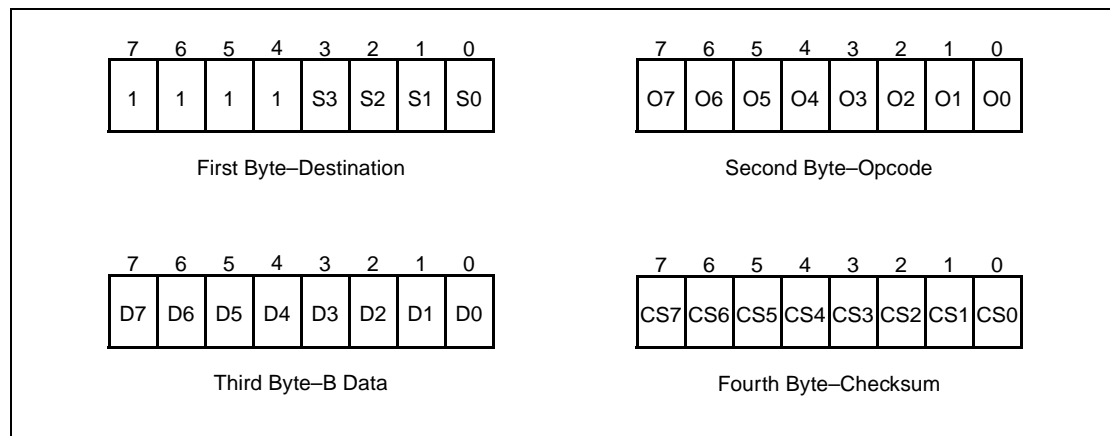 7 6 5 4 3 2 1 0
1 1 1 1 S3 S2 S1 S0
First Byte–Destination
7 6 5 4 3 2 1 0
O7 O6 O5 O4 O3 O2 O1 O0
Second Byte–Opcode
7 6 5 4 3 2 1 0
D7 D6 D5 D4 D3 D2 D1 D0
Third Byte–B Data
7 6 5 4 3 2 1 0
CS7 CS6 CS5 CS4 CS3 CS2 CS1 CS0
Fourth Byte–Checksum